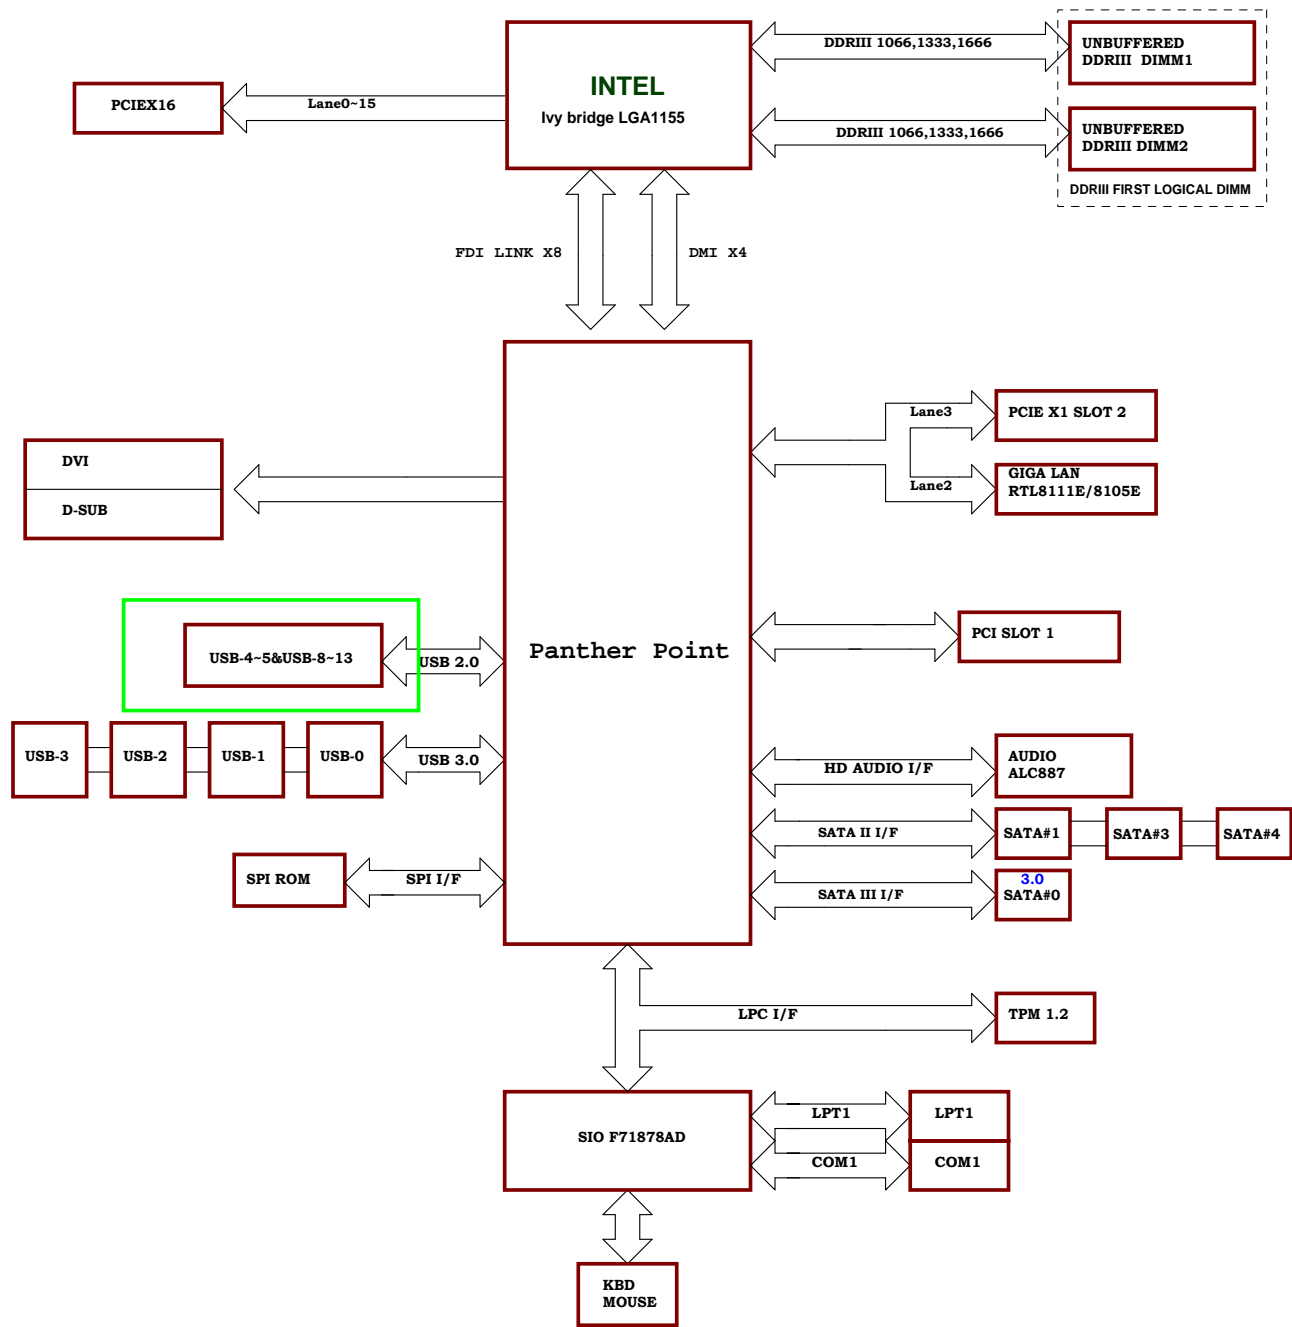 DDRIII 1066,1333,1666
UNBUFFERED
DDRIII DIMM1
INTEL
Ivy bridge LGA1155
PCIEX16
Lane0~15
DDRIII 1066,1333,1666
UNBUFFERED
DDRIII DIMM2
DDRIII FIRST LOGICAL DIMM
FDI LINK X8
DMI X4
Lane3
PCIE X1 SLOT 2
DVI
D-SUB
Lane2
GIGA LAN
RTL8111E/8105E
Panther Point
PCI SLOT 1
USB-4~5&USB-8~13
USB 2.0
USB-3
USB-2
USB-1
USB-0
USB 3.0
HD AUDIO I/F
AUDIO
ALC887
SATA II I/F
SATA#1
SATA#3
SATA#4
SPI ROM
SPI I/F
SATA III I/F
3.0
SATA#0
LPC I/F
TPM 1.2
SIO F71878AD
LPT1
LPT1
COM1
COM1
KBD
MOUSE